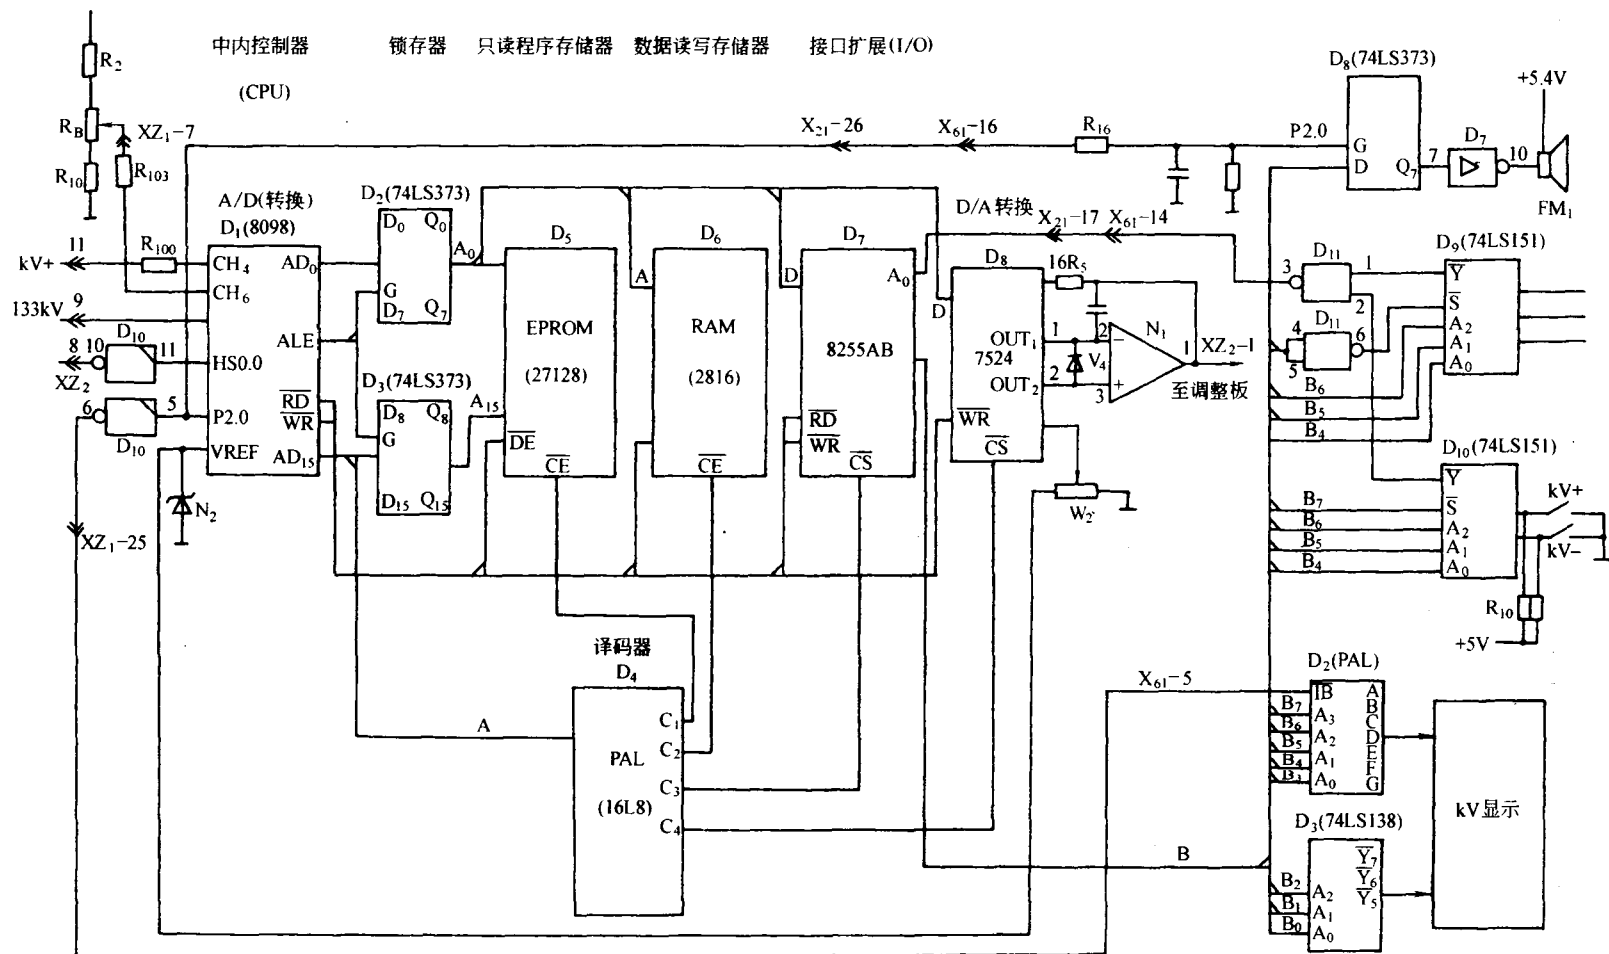 中内控制器
(CPU)
锁存器
只读程序存储器
数据读写存储器
接口扩展(I/O)
R2
RB
R10
XZ1-7
R103
A/D(转换)
D1(8098)
11
kV+
R100
CH4
CH6
9
133kV
8
XZ2
10
D10
11
HS0.0
6
D10
5
P2.0
VREF
N2
XZ1-25
AD0
ALE
RD
WR
AD15
D2(74LS373)
D0
Q0
G
D7
Q7
A0
D3(74LS373)
D8
Q8
G
D15
Q15
A15
D5
EPROM
(27128)
DE
CE
D6
A
RAM
(2816)
CE
D7
D
A0
8255AB
RD
WR
CS
X21-26
X61-16
R16
D/A转换
X21-17
X61-14
D8
D
16R5
OUT1
7524
OUT2
WR
CS
1
2
V4
2
3
N1
1
XZ2-1
至调整板
W2
译码器
D4
PAL
(16L8)
C1
C2
C3
C4
A
X61-5
B
D8(74LS373)
P2.0
G
D
Q7
7
D7
10
+5.4V
FM1
3
D11
1
2
4
5
D11
6
D9(74LS151)
Y
S
A2
A1
A0
B6
B5
B4
D10(74LS151)
Y
S
A2
A1
A0
B7
B6
B5
B4
kV+
kV-
R10
+5V
D2(PAL)
IB
A3
A2
A1
A0
A
B
C
D
E
F
G
B7
B6
B5
B4
B3
kV显示
D3(74LS138)
Y7
Y6
Y5
A2
A1
A0
B2
B1
B0